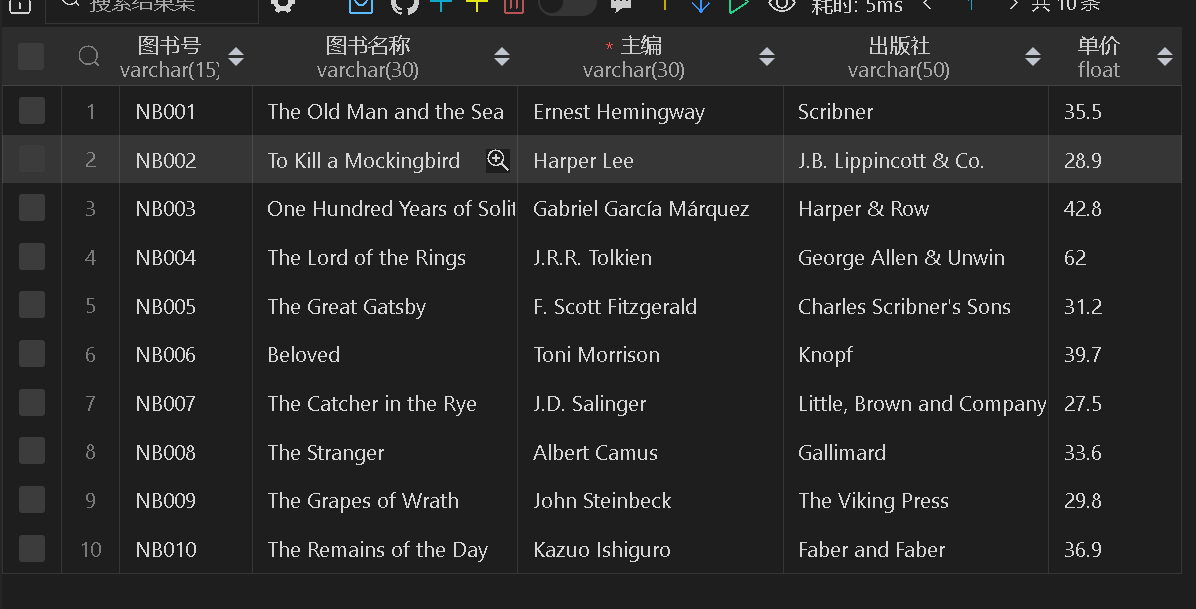 搜索结果集 耗时: 5ms 共 10 条
图书号 图书名称 * 主编 出版社 单价
varchar(15) varchar(30) varchar(30) varchar(50) float
1 NB001 The Old Man and the Sea Ernest Hemingway Scribner 35.5
2 NB002 To Kill a Mockingbird Harper Lee J.B. Lippincott & Co. 28.9
3 NB003 One Hundred Years of Solit Gabriel García Márquez Harper & Row 42.8
4 NB004 The Lord of the Rings J.R.R. Tolkien George Allen & Unwin 62
5 NB005 The Great Gatsby F. Scott Fitzgerald Charles Scribner's Sons 31.2
6 NB006 Beloved Toni Morrison Knopf 39.7
7 NB007 The Catcher in the Rye J.D. Salinger Little, Brown and Company 27.5
8 NB008 The Stranger Albert Camus Gallimard 33.6
9 NB009 The Grapes of Wrath John Steinbeck The Viking Press 29.8
10 NB010 The Remains of the Day Kazuo Ishiguro Faber and Faber 36.9